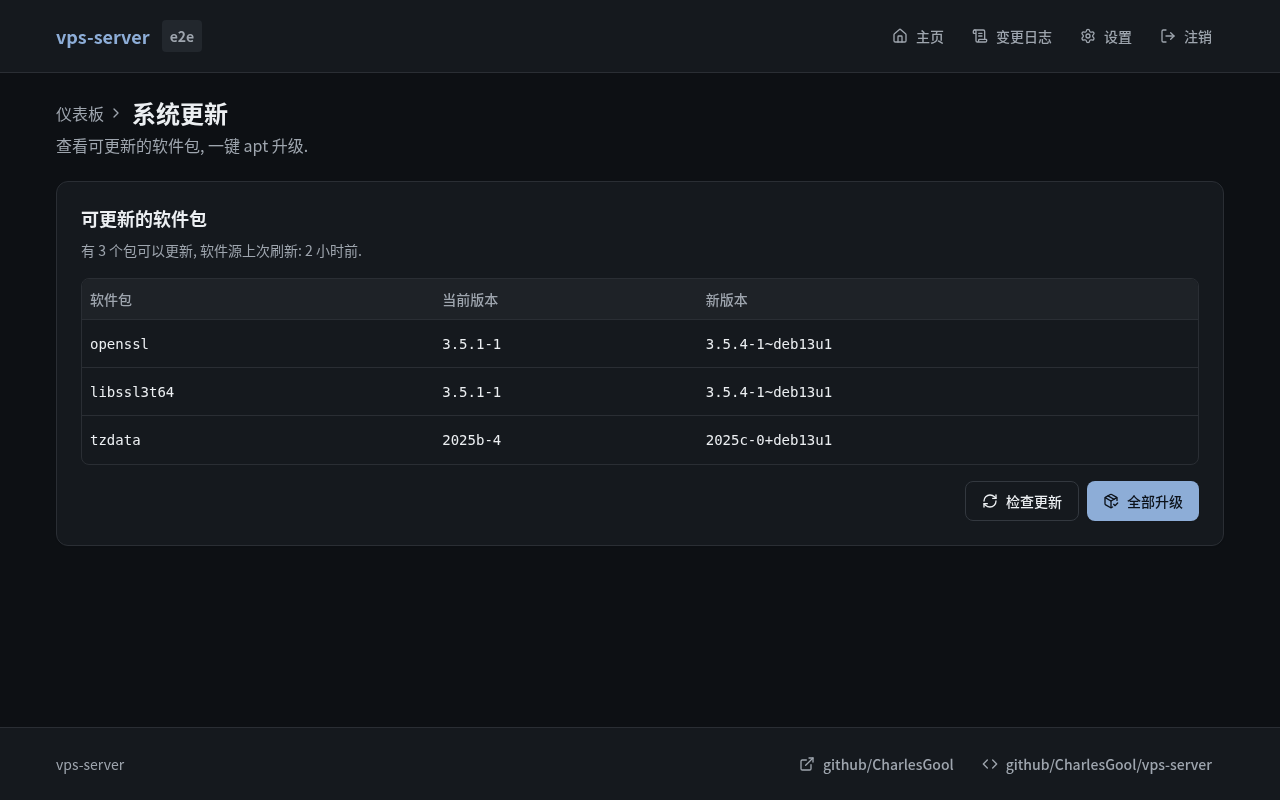 vps-server e2e 主页 变更日志 设置 注销
仪表板 系统更新
查看可更新的软件包, 一键 apt 升级.
可更新的软件包
有 3 个包可以更新, 软件源上次刷新: 2 小时前.
软件包 当前版本 新版本
openssl 3.5.1-1 3.5.4-1~deb13u1
libssl3t64 3.5.1-1 3.5.4-1~deb13u1
tzdata 2025b-4 2025c-0+deb13u1
检查更新 全部升级
vps-server github/CharlesGool github/CharlesGool/vps-server